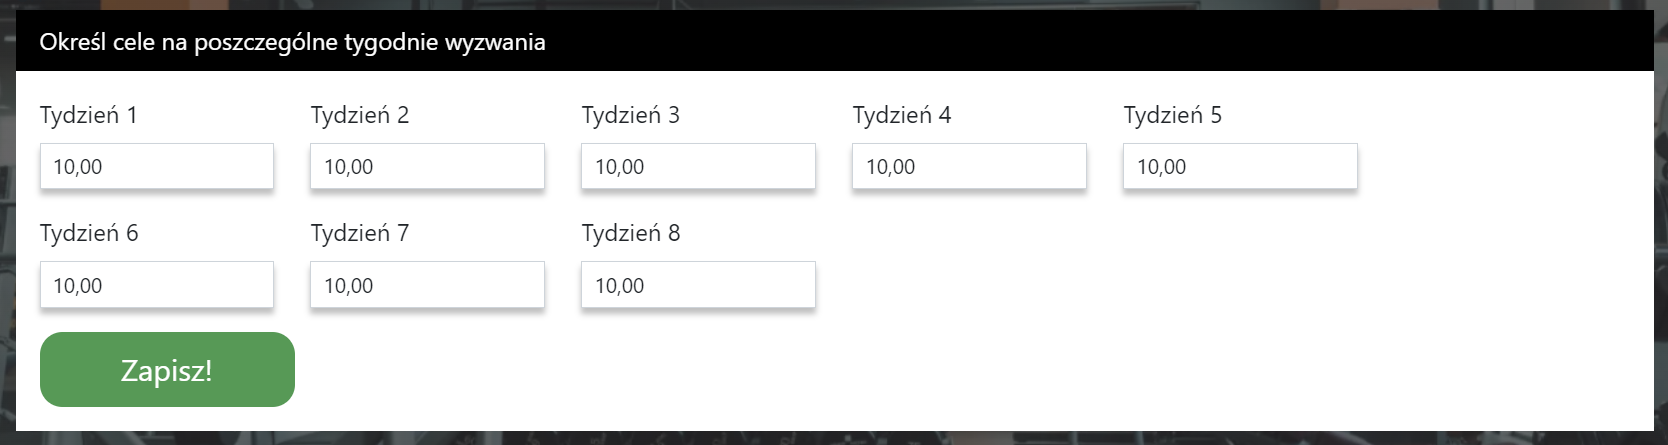 Określ cele na poszczególne tygodnie wyzwania
Tydzień 1 Tydzień 2 Tydzień 3 Tydzień 4 Tydzień 5
10,00 10,00 10,00 10,00 10,00
Tydzień 6 Tydzień 7 Tydzień 8
10,00 10,00 10,00
Zapisz!